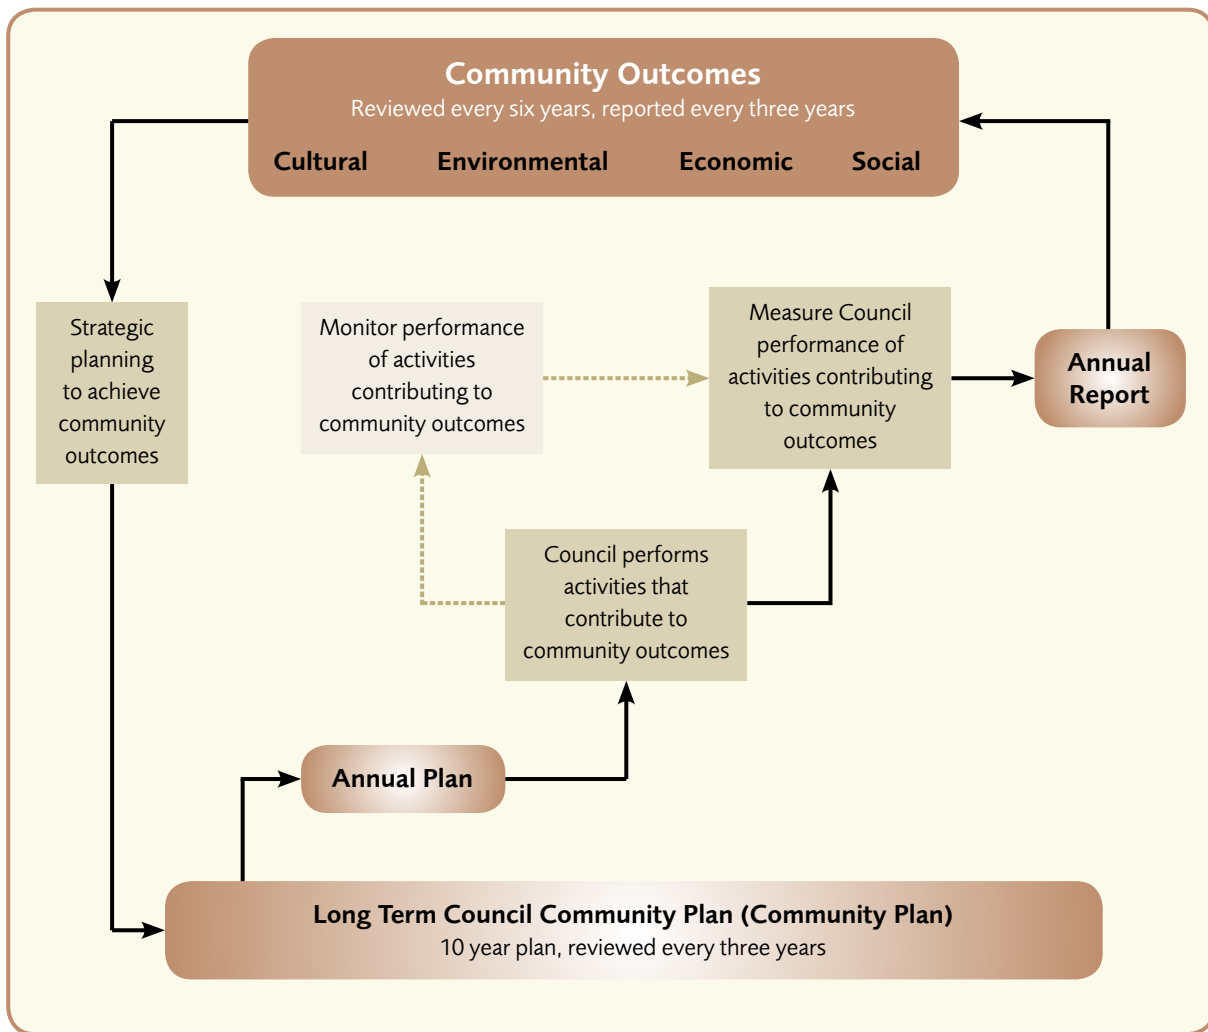 Community Outcomes
Reviewed every six years, reported every three years
Cultural Environmental Economic Social
Strategic
planning
to achieve
community
outcomes
Monitor performance
of activities
contributing to
community outcomes
Measure Council
performance of
activities contributing
to community
outcomes
Annual
Report
Council performs
activities that
contribute to
community outcomes
Annual Plan
Long Term Council Community Plan (Community Plan)
10 year plan, reviewed every three years